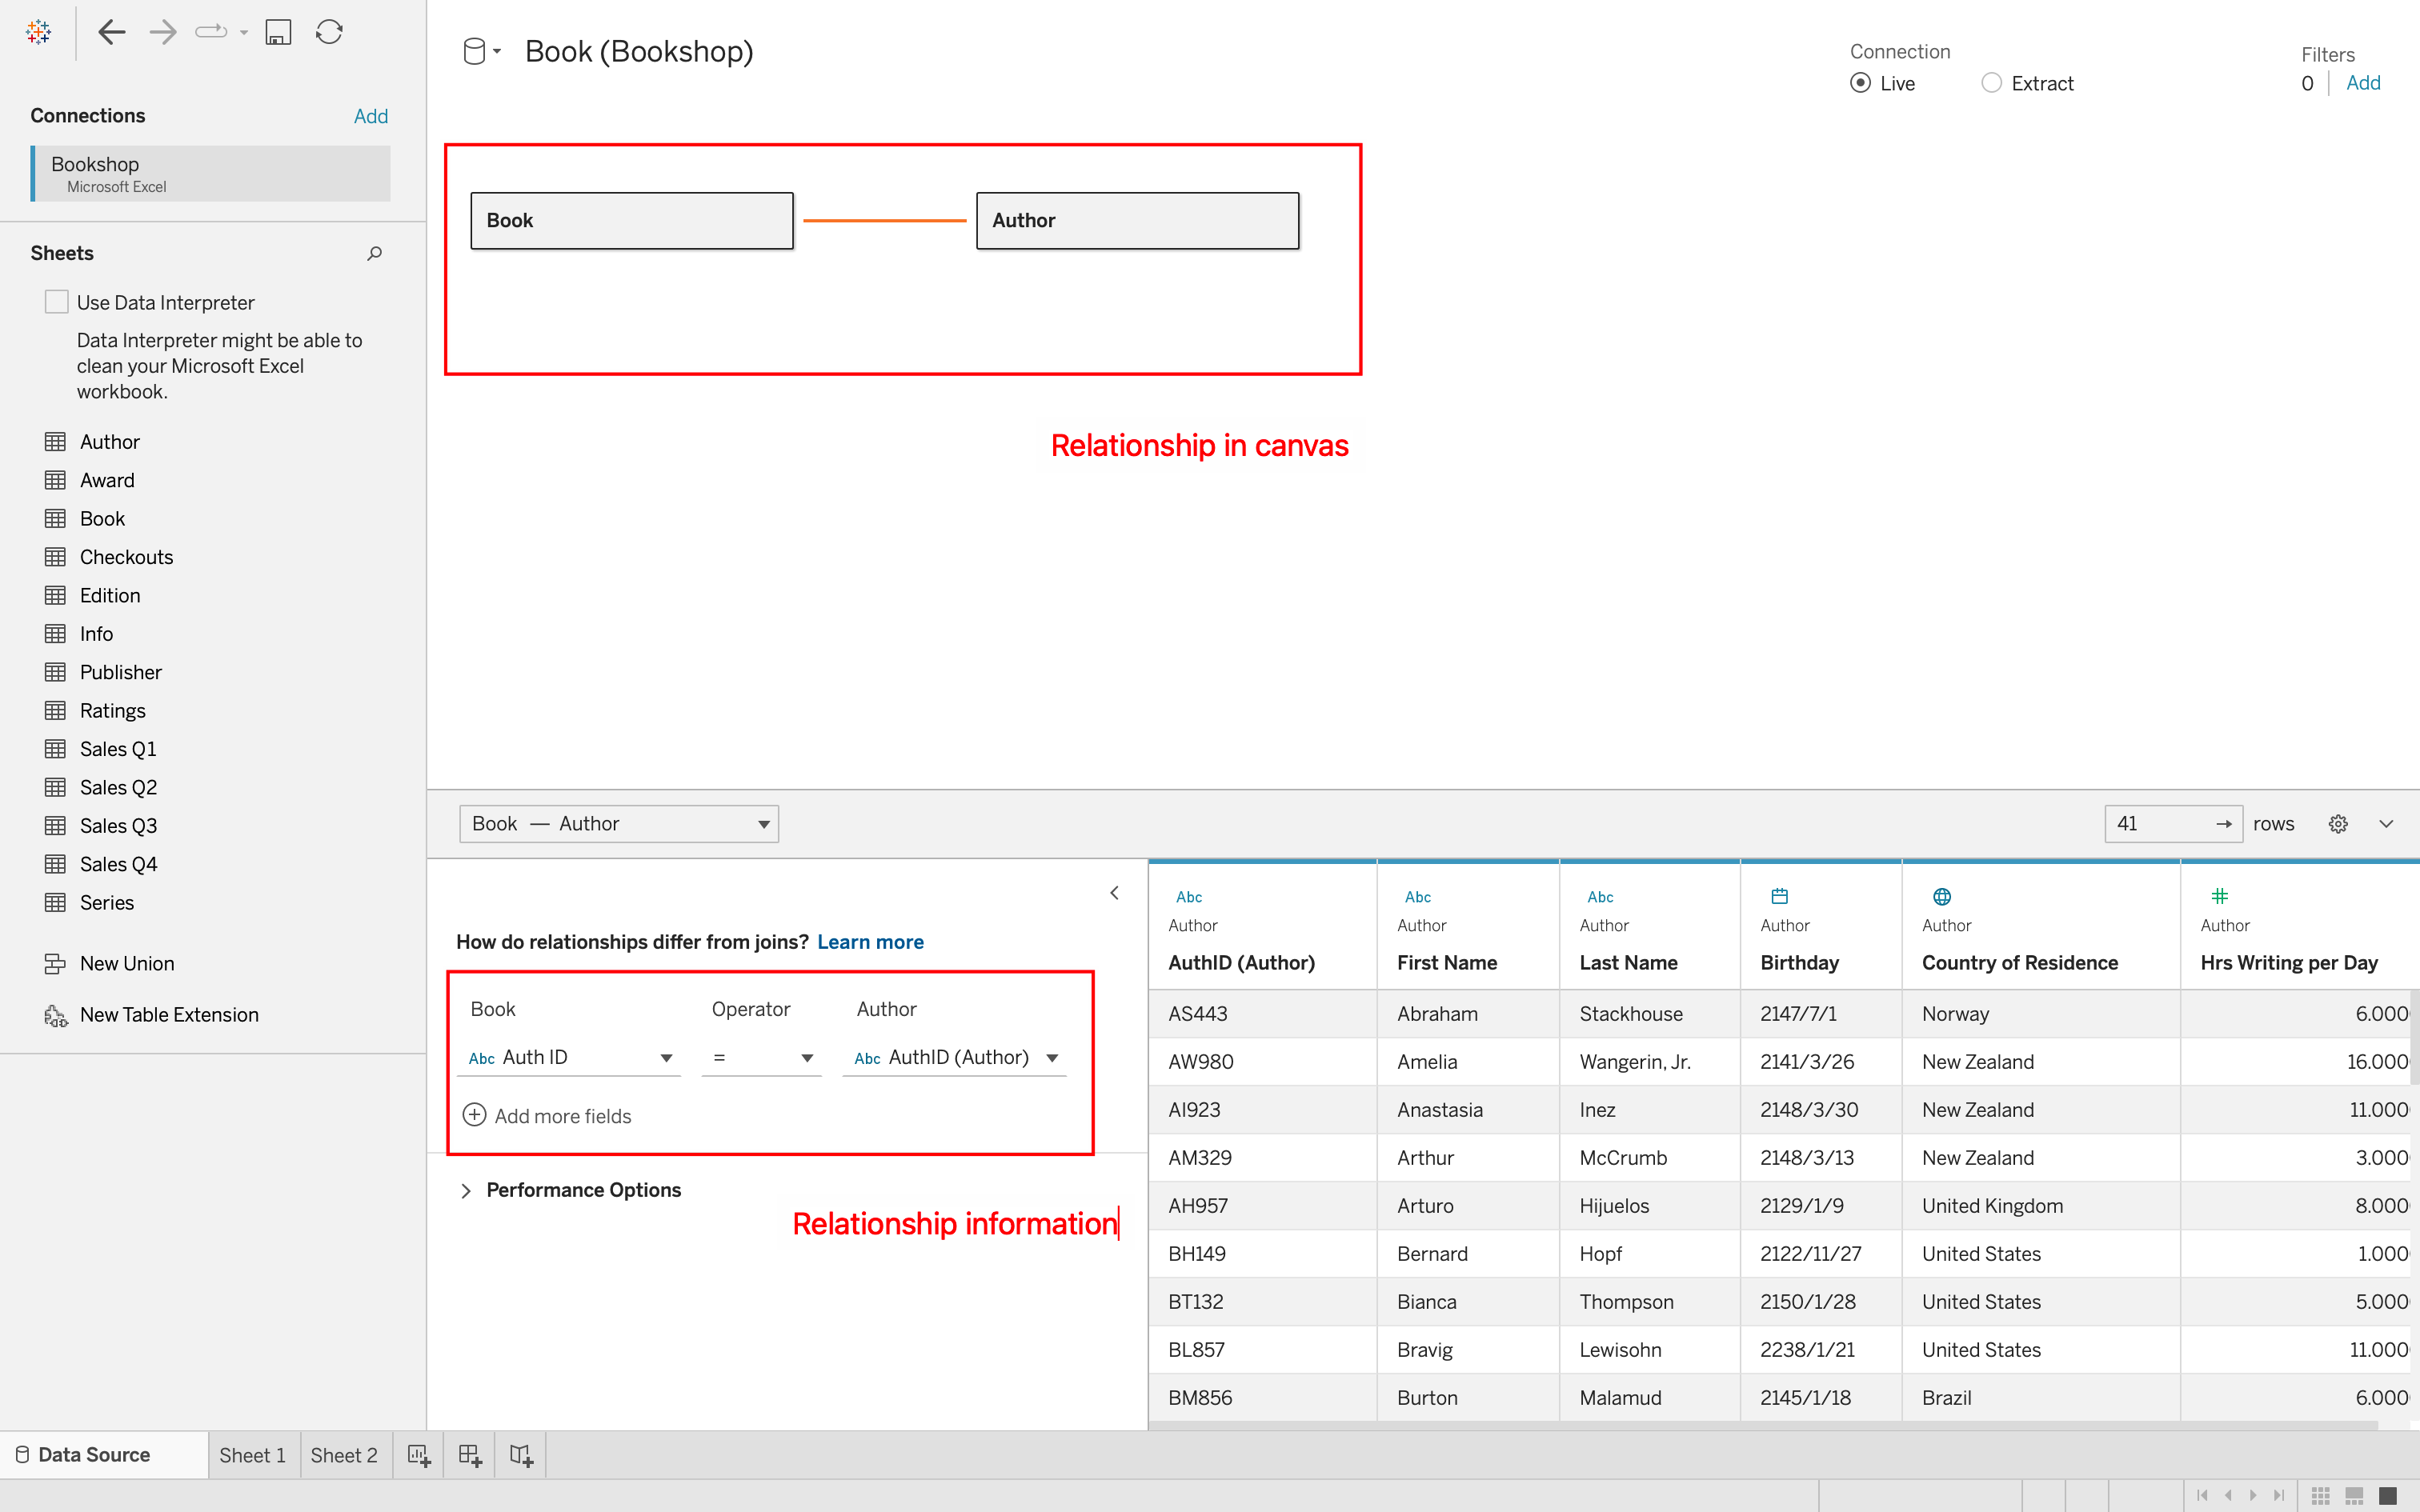 Book (Bookshop)
Connection
Live
Extract
Filters
0
Add
Connections
Add
Bookshop
Microsoft Excel
Sheets
Use Data Interpreter
Data Interpreter might be able to
clean your Microsoft Excel
workbook.
Author
Award
Book
Checkouts
Edition
Info
Publisher
Ratings
Sales Q1
Sales Q2
Sales Q3
Sales Q4
Series
New Union
New Table Extension
Book
Author
Relationship in canvas
Book — Author
41
rows
How do relationships differ from joins? Learn more
Book Operator Author
Abc Auth ID = Abc AuthID (Author)
Add more fields
Performance Options
Relationship information
Abc Abc Abc #
Author Author Author Author Author Author
AuthID (Author) First Name Last Name Birthday Country of Residence Hrs Writing per Day
AS443 Abraham Stackhouse 2147/7/1 Norway 6.000
AW980 Amelia Wangerin, Jr. 2141/3/26 New Zealand 16.000
AI923 Anastasia Inez 2148/3/30 New Zealand 11.000
AM329 Arthur McCrumb 2148/3/13 New Zealand 3.000
AH957 Arturo Hijuelos 2129/1/9 United Kingdom 8.000
BH149 Bernard Hopf 2122/11/27 United States 1.000
BT132 Bianca Thompson 2150/1/28 United States 5.000
BL857 Bravig Lewisohn 2238/1/21 United States 11.000
BM856 Burton Malamud 2145/1/18 Brazil 6.000
Data Source Sheet 1 Sheet 2